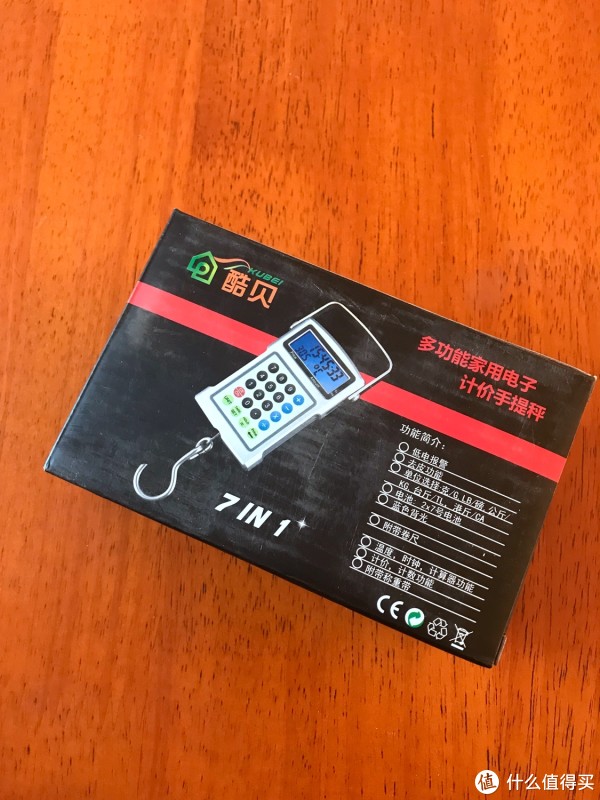 KUBEI
酷贝
多功能家用电子
计价手提秤
功能简介：
低电报警
去皮功能
单位选择:克/G,LB/磅,公斤/
KG,台斤/TL,港斤/CA
电池：2x7号电池
蓝色背光
附带卷尺
温度，时钟，计算器功能
计价，计数功能
附带称重带
7 IN 1
CE
值 什么值得买